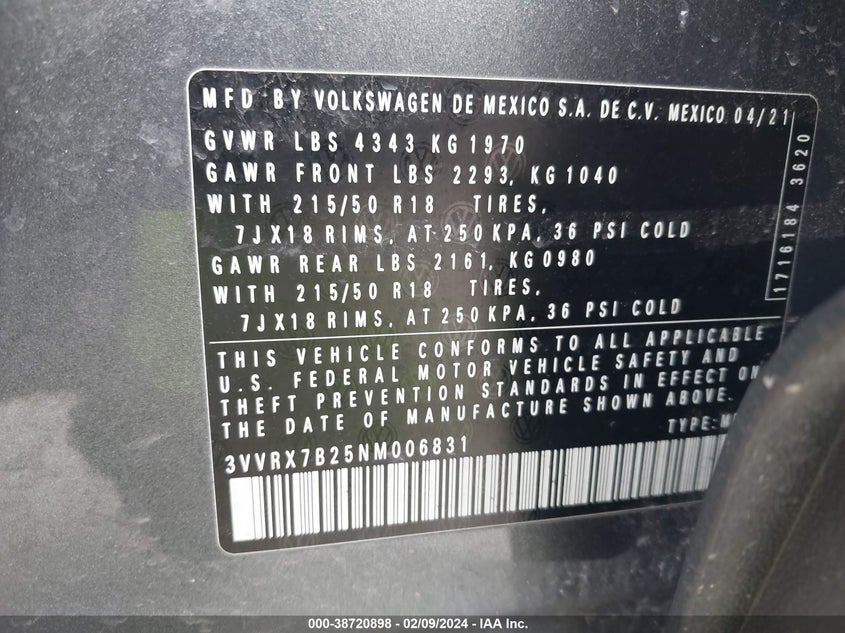 MFD BY VOLKSWAGEN DE MEXICO S.A. DE C.V. MEXICO 04/21
GVWR LBS 4343 KG 1970
GAWR FRONT LBS 2293, KG 1040
WITH 215/50 R18 TIRES,
7JX18 RIMS, AT 250 KPA, 36 PSI COLD
GAWR REAR LBS 2161, KG 0980
WITH 215/50 R18 TIRES,
7JX18 RIMS, AT 250 KPA, 36 PSI COLD
1716184 3620
THIS VEHICLE CONFORMS TO ALL APPLICABLE
U.S. FEDERAL MOTOR VEHICLE SAFETY AND
THEFT PREVENTION STANDARDS IN EFFECT ON
THE DATE OF MANUFACTURE SHOWN ABOVE.
TYPE:
3VVRX7B25NM006831
000-38720898 - 02/09/2024 - IAA Inc.